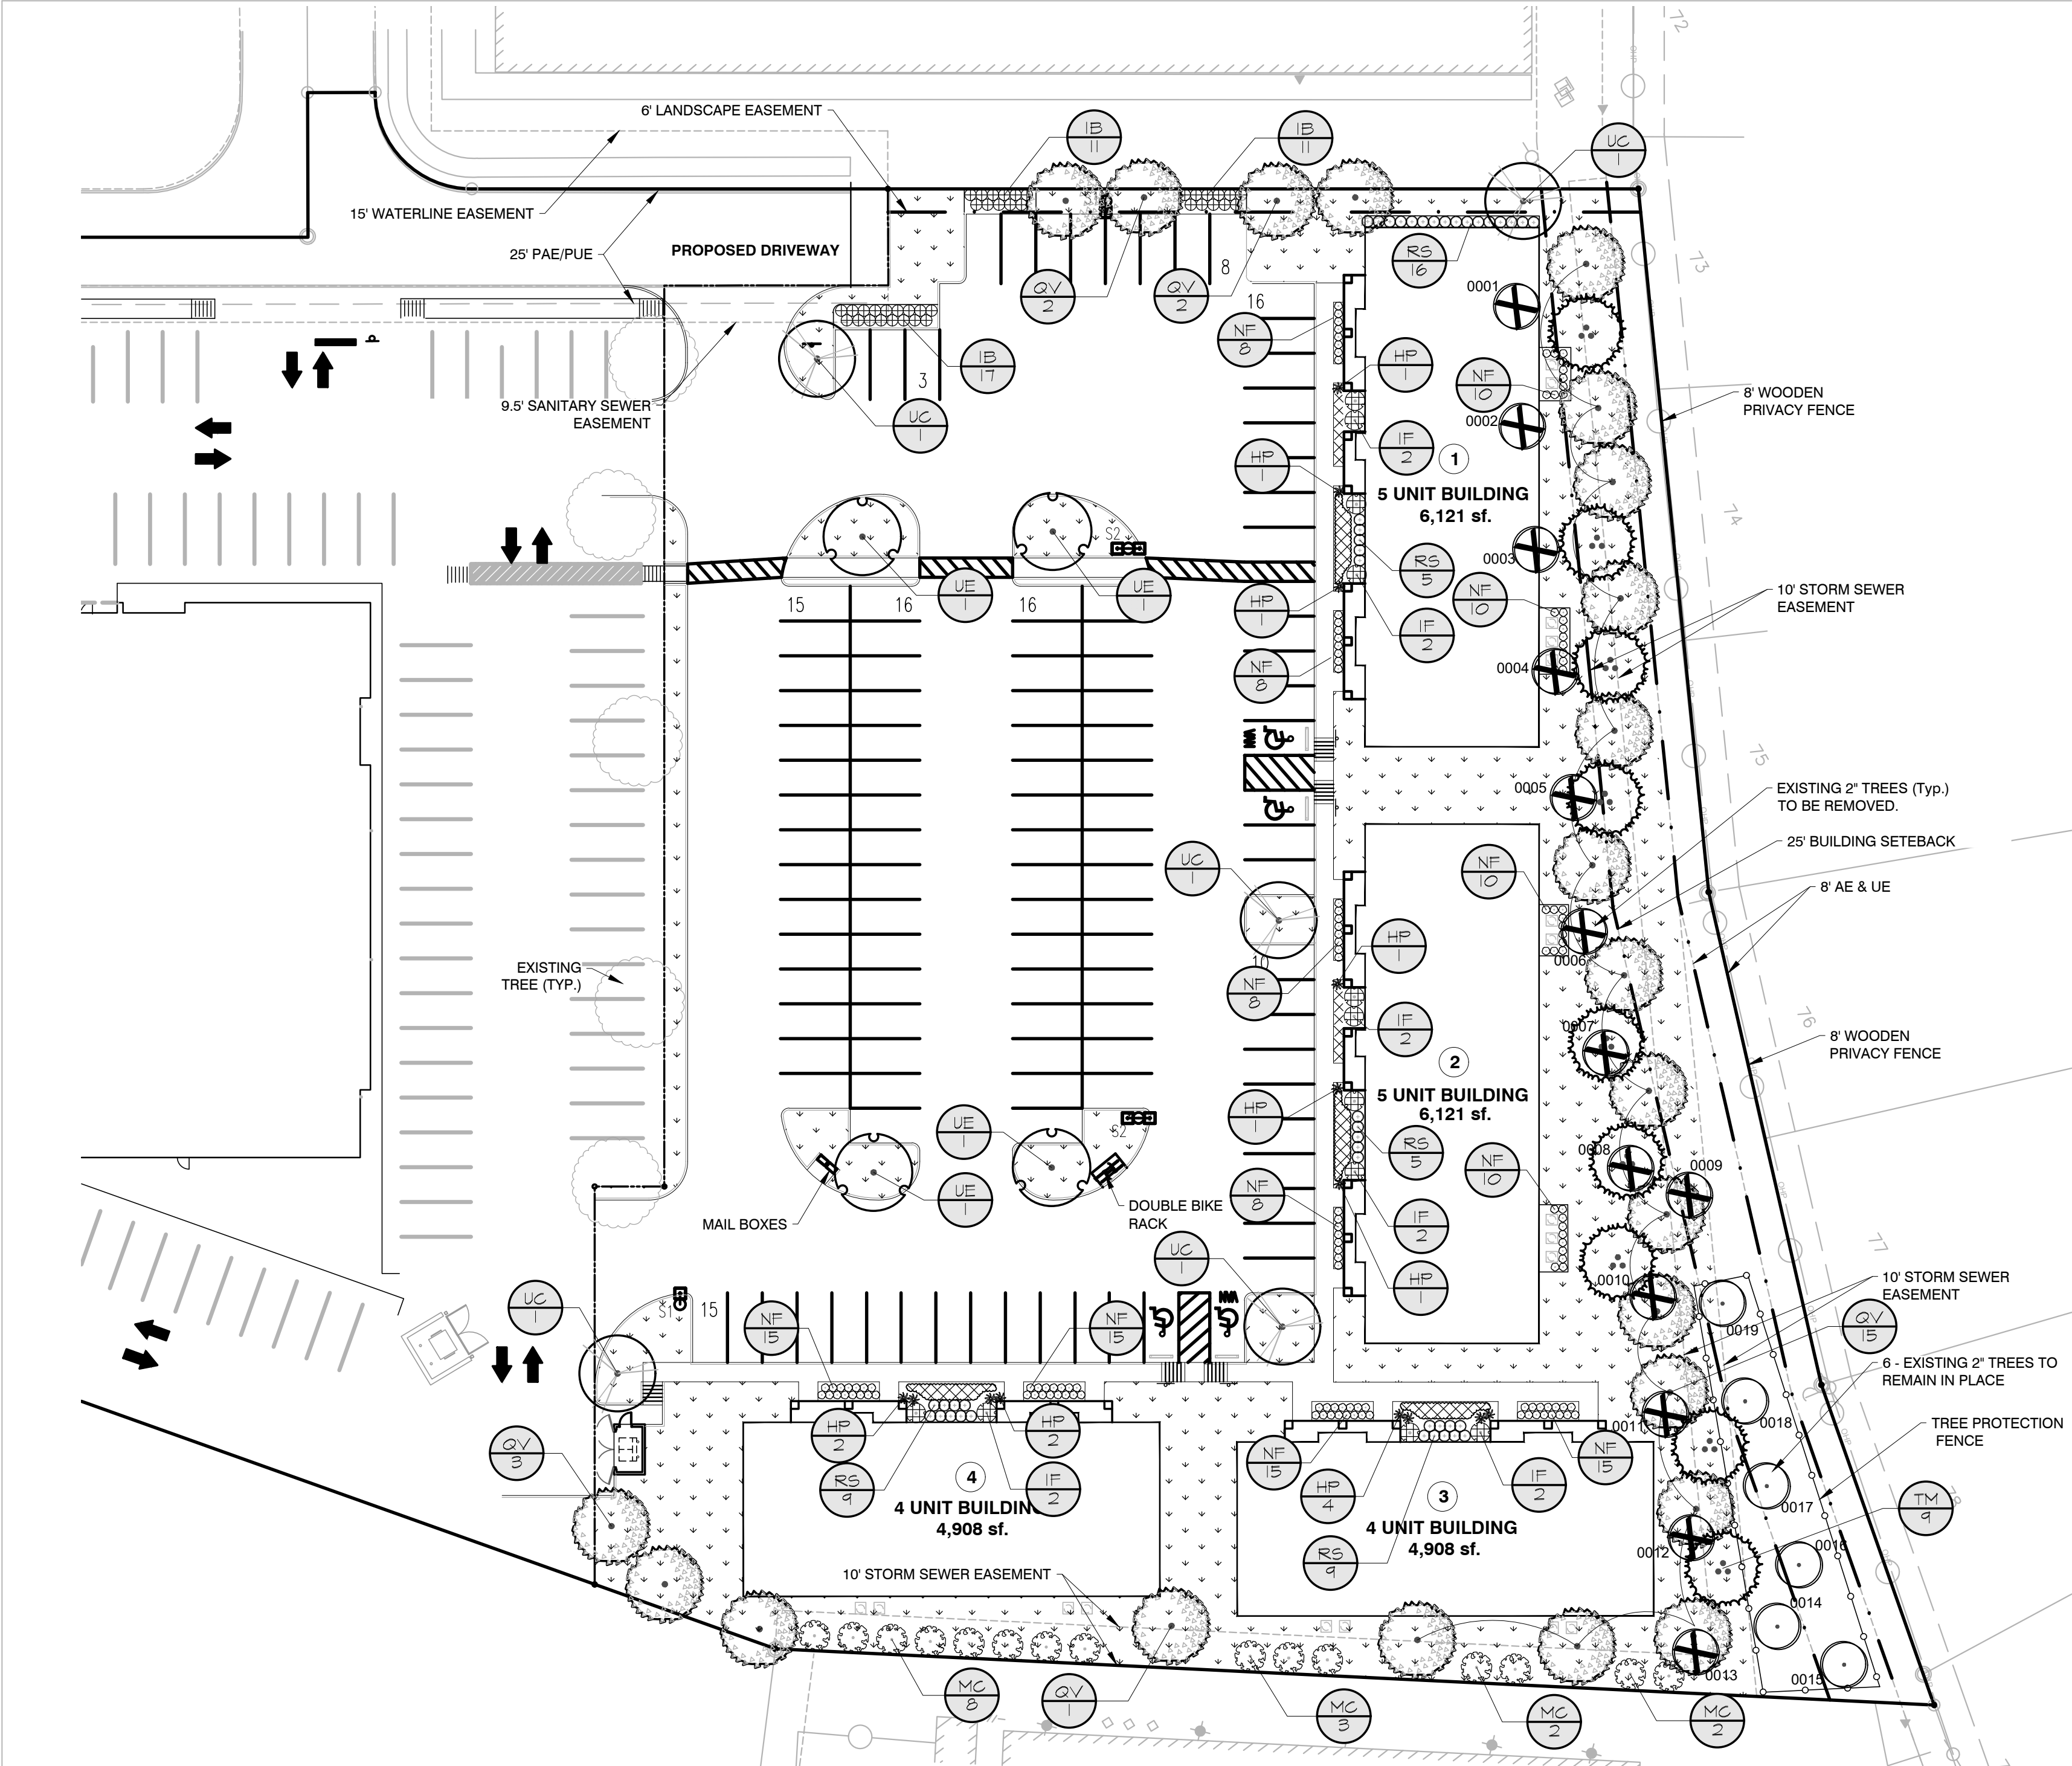 72
6' LANDSCAPE EASEMENT
IB
11
IB
11
UC
1
15' WATERLINE EASEMENT
25' PAE/PUE
PROPOSED DRIVEWAY
73
RS
16
8
QV
2
QV
2
16
0001
NF
8
IB
17
3
HP
1
NF
10
8' WOODEN
PRIVACY FENCE
9.5' SANITARY SEWER
EASEMENT
UC
1
0002
IF
2
1
HP
1
5 UNIT BUILDING
6,121 sf.
74
S2
0003
RS
5
NF
10
10' STORM SEWER
EASEMENT
UE
1
UE
1
15
16
16
HP
1
IF
2
NF
8
0004
75
0005
EXISTING 2" TREES (Typ.)
TO BE REMOVED.
25' BUILDING SETEBACK
UC
1
NF
10
8' AE & UE
HP
1
0006
10
EXISTING
TREE (TYP.)
NF
8
76
IF
2
0007
8' WOODEN
PRIVACY FENCE
2
5 UNIT BUILDING
6,121 sf.
HP
1
UE
1
S2
RS
5
NF
10
0008
0009
UE
1
NF
8
MAIL BOXES
DOUBLE BIKE
RACK
IF
2
UC
1
77
HP
1
0010
10' STORM SEWER
EASEMENT
UC
1
S1
15
NF
15
NF
15
0019
QV
15
6 - EXISTING 2" TREES TO
REMAIN IN PLACE
0018
0011
TREE PROTECTION
FENCE
QV
3
HP
2
HP
2
NF
15
NF
15
RS
9
4
IF
2
HP
4
3
IF
2
4 UNIT BUILDING
4,908 sf.
4 UNIT BUILDING
4,908 sf.
0017
78
TM
9
RS
9
0012
0016
10' STORM SEWER EASEMENT
0014
0013
0015
MC
8
QV
1
MC
3
MC
2
MC
2